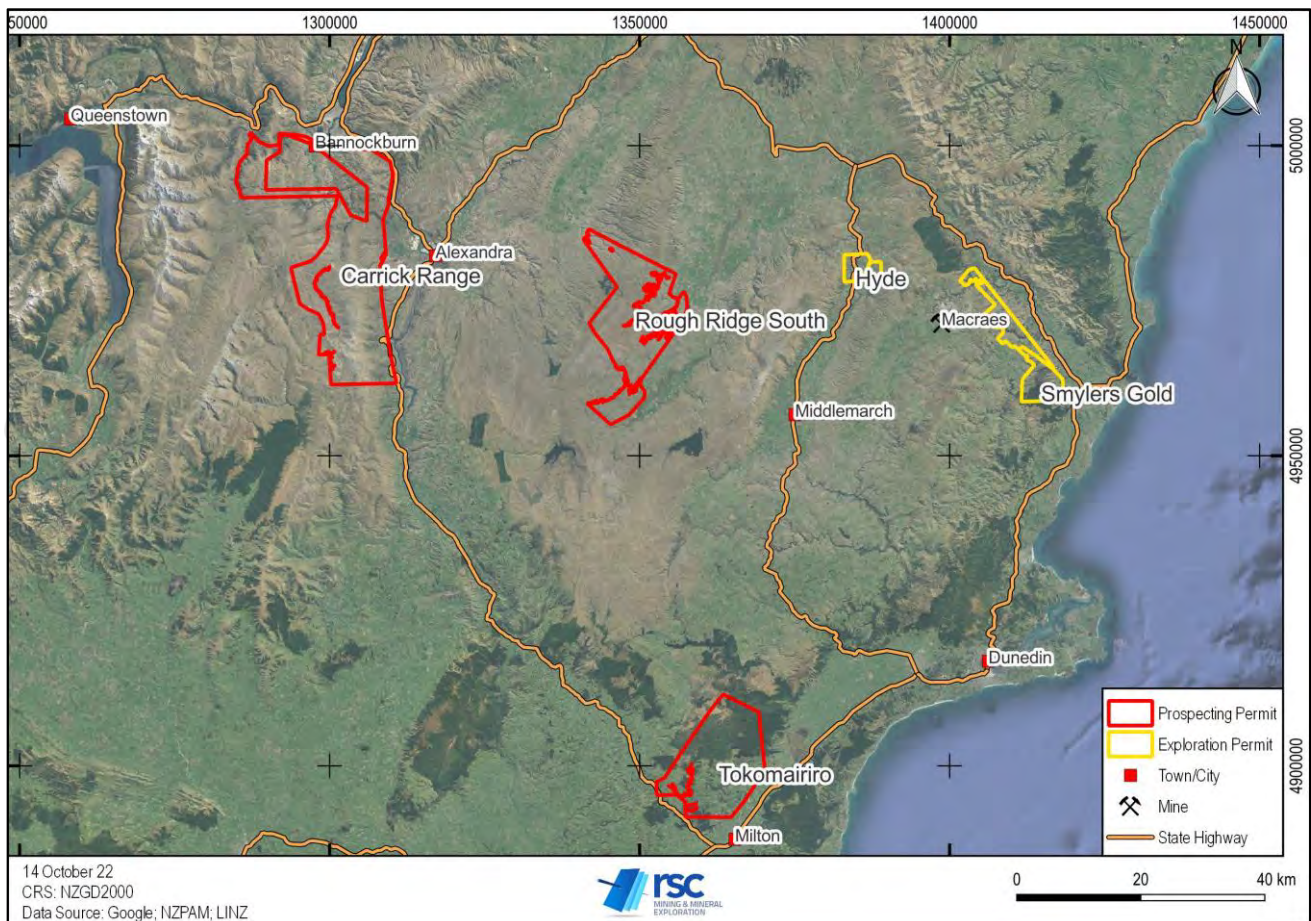 50000
1300000
1350000
1400000
1450000
N
Queenstown
Bannockburn
5000000
Alexandra
Carrick Range
Hyde
Rough Ridge South
Macraes
Smylers Gold
Middlemarch
4950000
Dunedin
Tokomairiro
4900000
Milton
Prospecting Permit
Exploration Permit
Town/City
Mine
State Highway
14 October 22
CRS: NZGD2000
Data Source: Google; NZPAM; LINZ
rsc
MINING & MINERAL
EXPLORATION
0 20 40 km